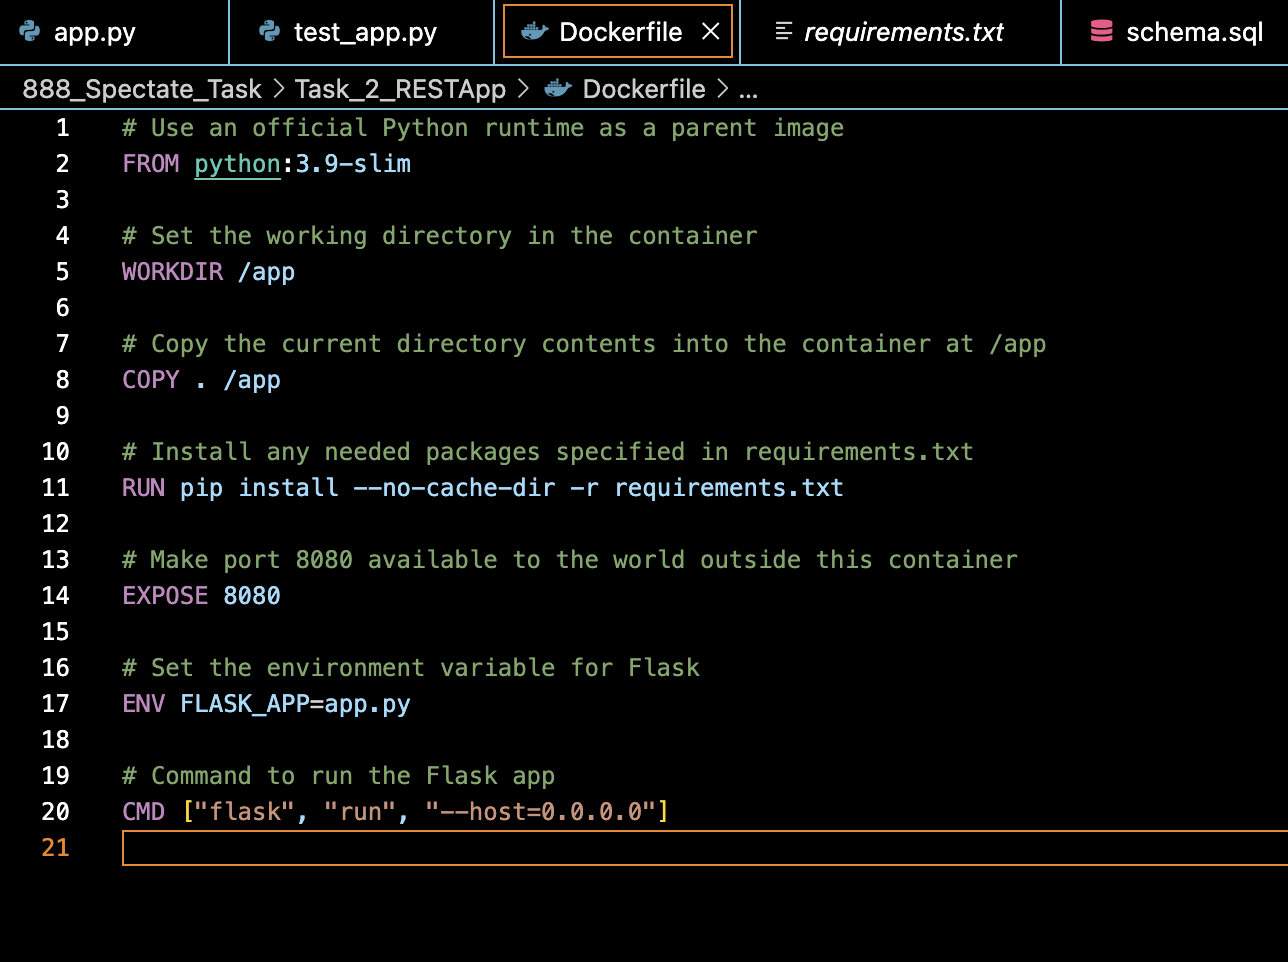 app.py test_app.py Dockerfile requirements.txt schema.sql
888_Spectate_Task > Task_2_RESTApp > Dockerfile > ...
1 # Use an official Python runtime as a parent image
2 FROM python:3.9-slim
3
4 # Set the working directory in the container
5 WORKDIR /app
6
7 # Copy the current directory contents into the container at /app
8 COPY . /app
9
10 # Install any needed packages specified in requirements.txt
11 RUN pip install --no-cache-dir -r requirements.txt
12
13 # Make port 8080 available to the world outside this container
14 EXPOSE 8080
15
16 # Set the environment variable for Flask
17 ENV FLASK_APP=app.py
18
19 # Command to run the Flask app
20 CMD ["flask", "run", "--host=0.0.0.0"]
21